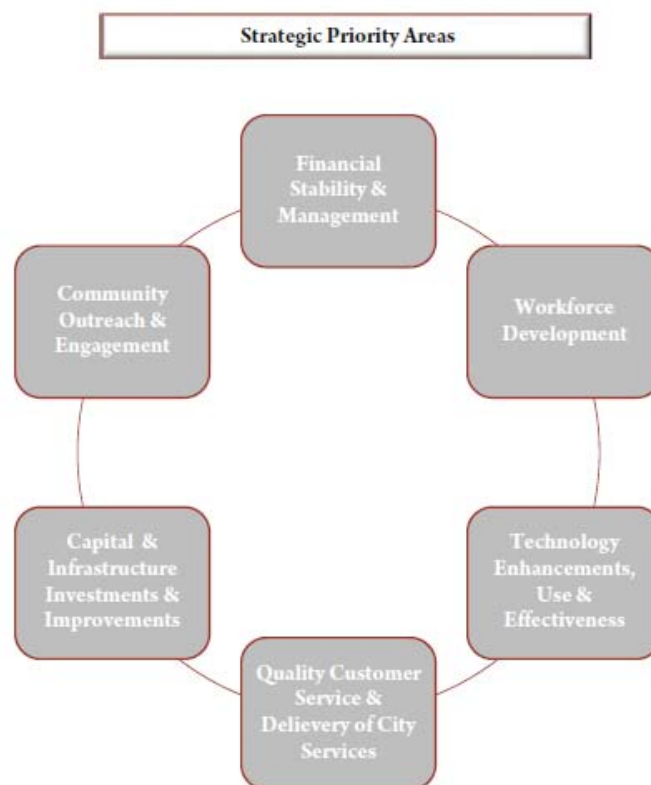 Strategic Priority Areas
Financial
Stability &
Management
Workforce
Development
Technology
Enhancements,
Use &
Effectiveness
Quality Customer
Service &
Delievery of City
Services
Capital &
Infrastructure
Investments &
Improvements
Community
Outreach &
Engagement